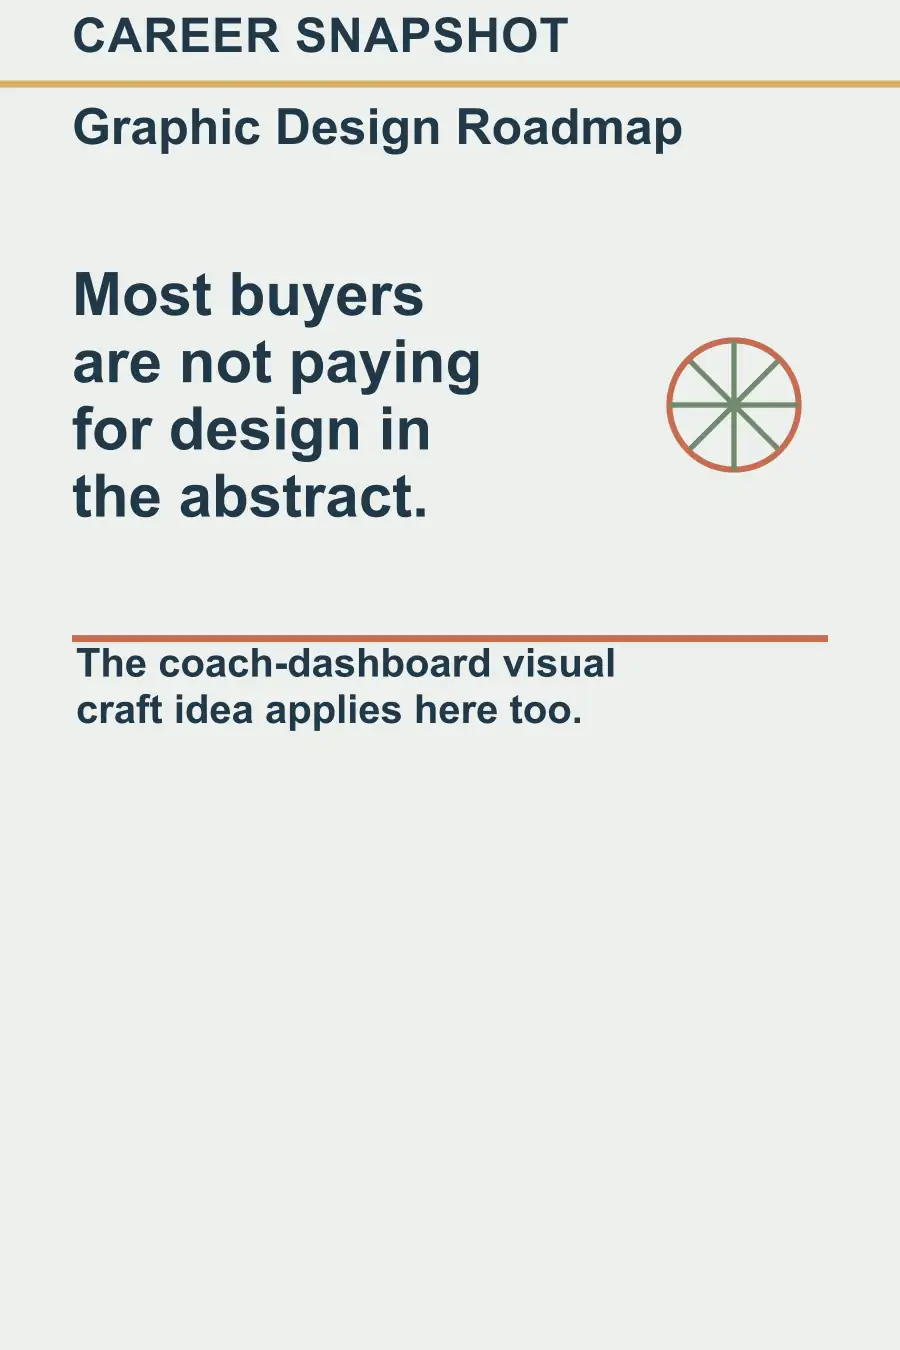 CAREER SNAPSHOT
Graphic Design Roadmap
Most buyers
are not paying
for design in
the abstract.
The coach-dashboard visual
craft idea applies here too.